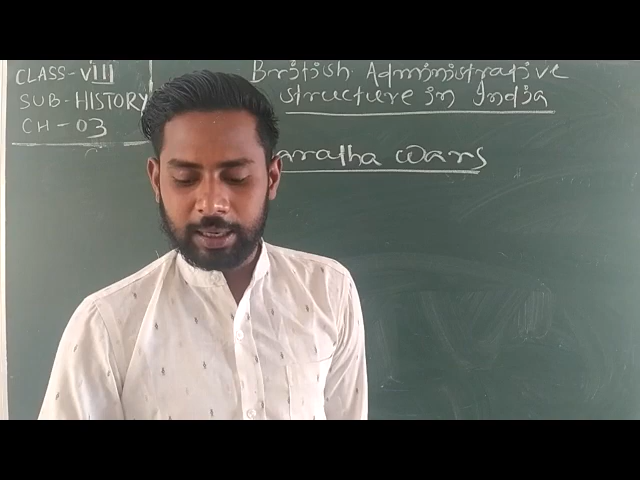 CLASS-VIII
SUB-HISTORY
CH-03
British Administrative
structure in India
aratha wars